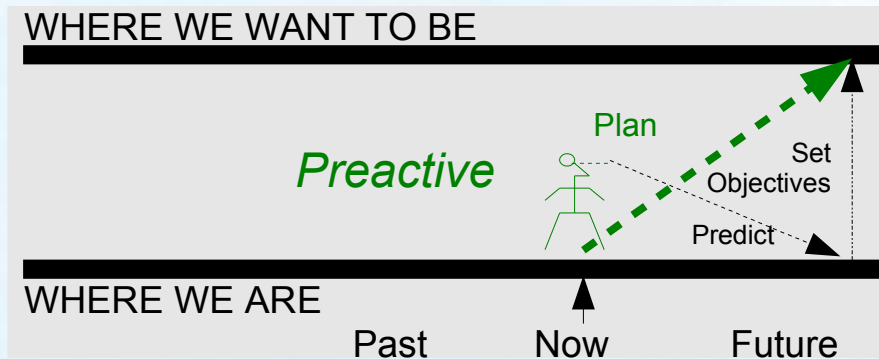 WHERE WE WANT TO BE
Plan
Preactive
Set
Objectives
Predict
WHERE WE ARE
Past Now Future